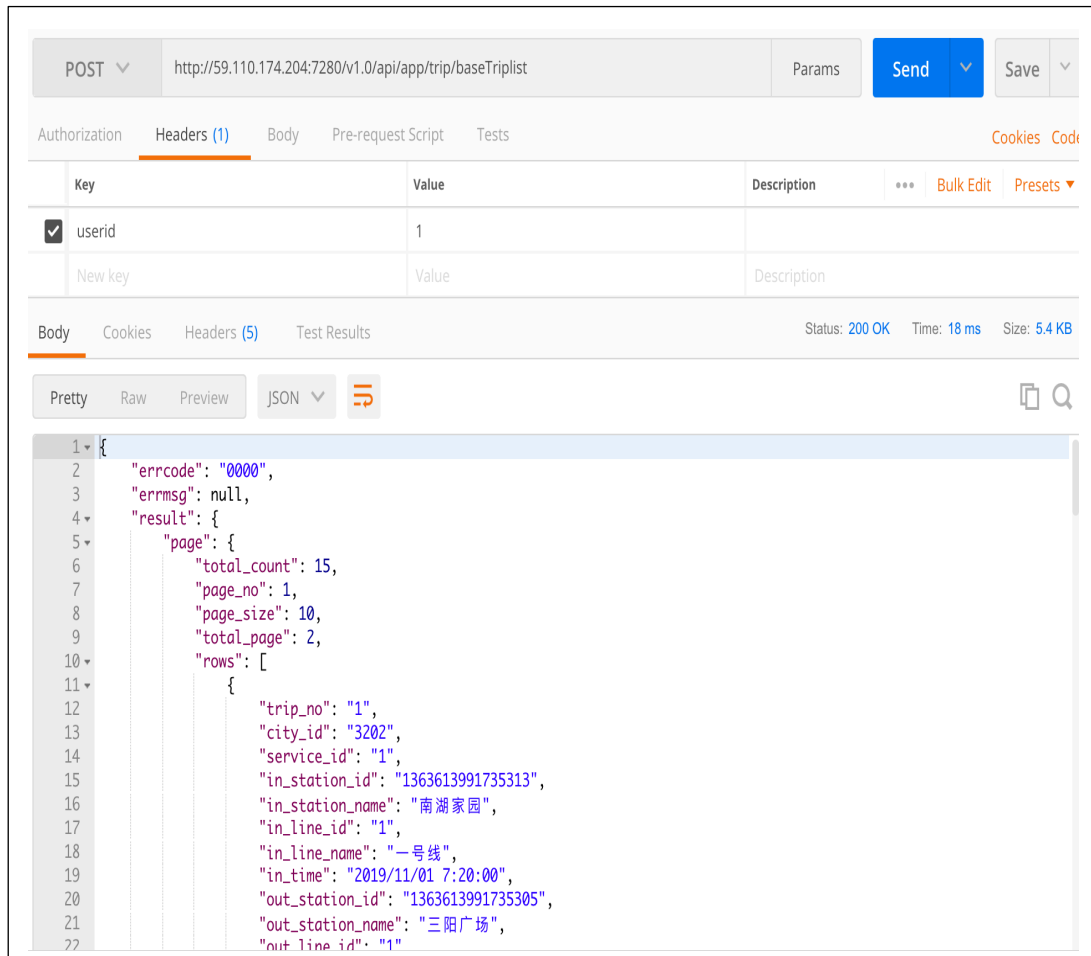 POST http://59.110.174.204:7280/v1.0/api/app/trip/baseTriplist Params Send Save
Authorization Headers (1) Body Pre-request Script Tests Cookies Code
Key Value Description ••• Bulk Edit Presets
userid 1
New key Value Description
Body Cookies Headers (5) Test Results Status: 200 OK Time: 18 ms Size: 5.4 KB
Pretty Raw Preview JSON
1 {
2 "errcode": "0000",
3 "errmsg": null,
4 "result": {
5 "page": {
6 "total_count": 15,
7 "page_no": 1,
8 "page_size": 10,
9 "total_page": 2,
10 "rows": [
11 {
12 "trip_no": "1",
13 "city_id": "3202",
14 "service_id": "1",
15 "in_station_id": "1363613991735313",
16 "in_station_name": "南湖家园",
17 "in_line_id": "1",
18 "in_line_name": "一号线",
19 "in_time": "2019/11/01 7:20:00",
20 "out_station_id": "1363613991735305",
21 "out_station_name": "三阳广场",
22 "out_line_id": "1"